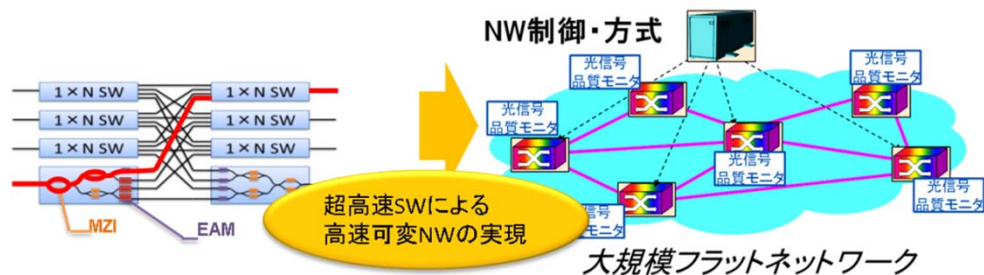 NW制御・方式
光信号
品質モニタ
光信号
品質モニタ
光信号
品質モニタ
1×N SW
1×N SW
1×N SW
1×N SW
1×N SW
1×N SW
光信号
品質モニタ
光信号
品質モニタ
光信号
品質モニタ
MZI
EAM
超高速SWによる
高速可変NWの実現
大規模フラットネットワーク